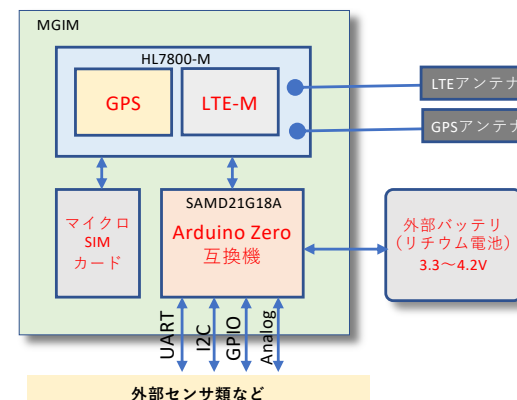 MGIM
HL7800-M
GPS
LTE-M
LTEアンテナ
GPSアンテナ
マイクロ
SIM
カード
SAMD21G18A
Arduino Zero
互換機
外部バッテリ
（リチウム電池）
3.3～4.2V
UART
I2C
GPIO
Analog
外部センサ類など